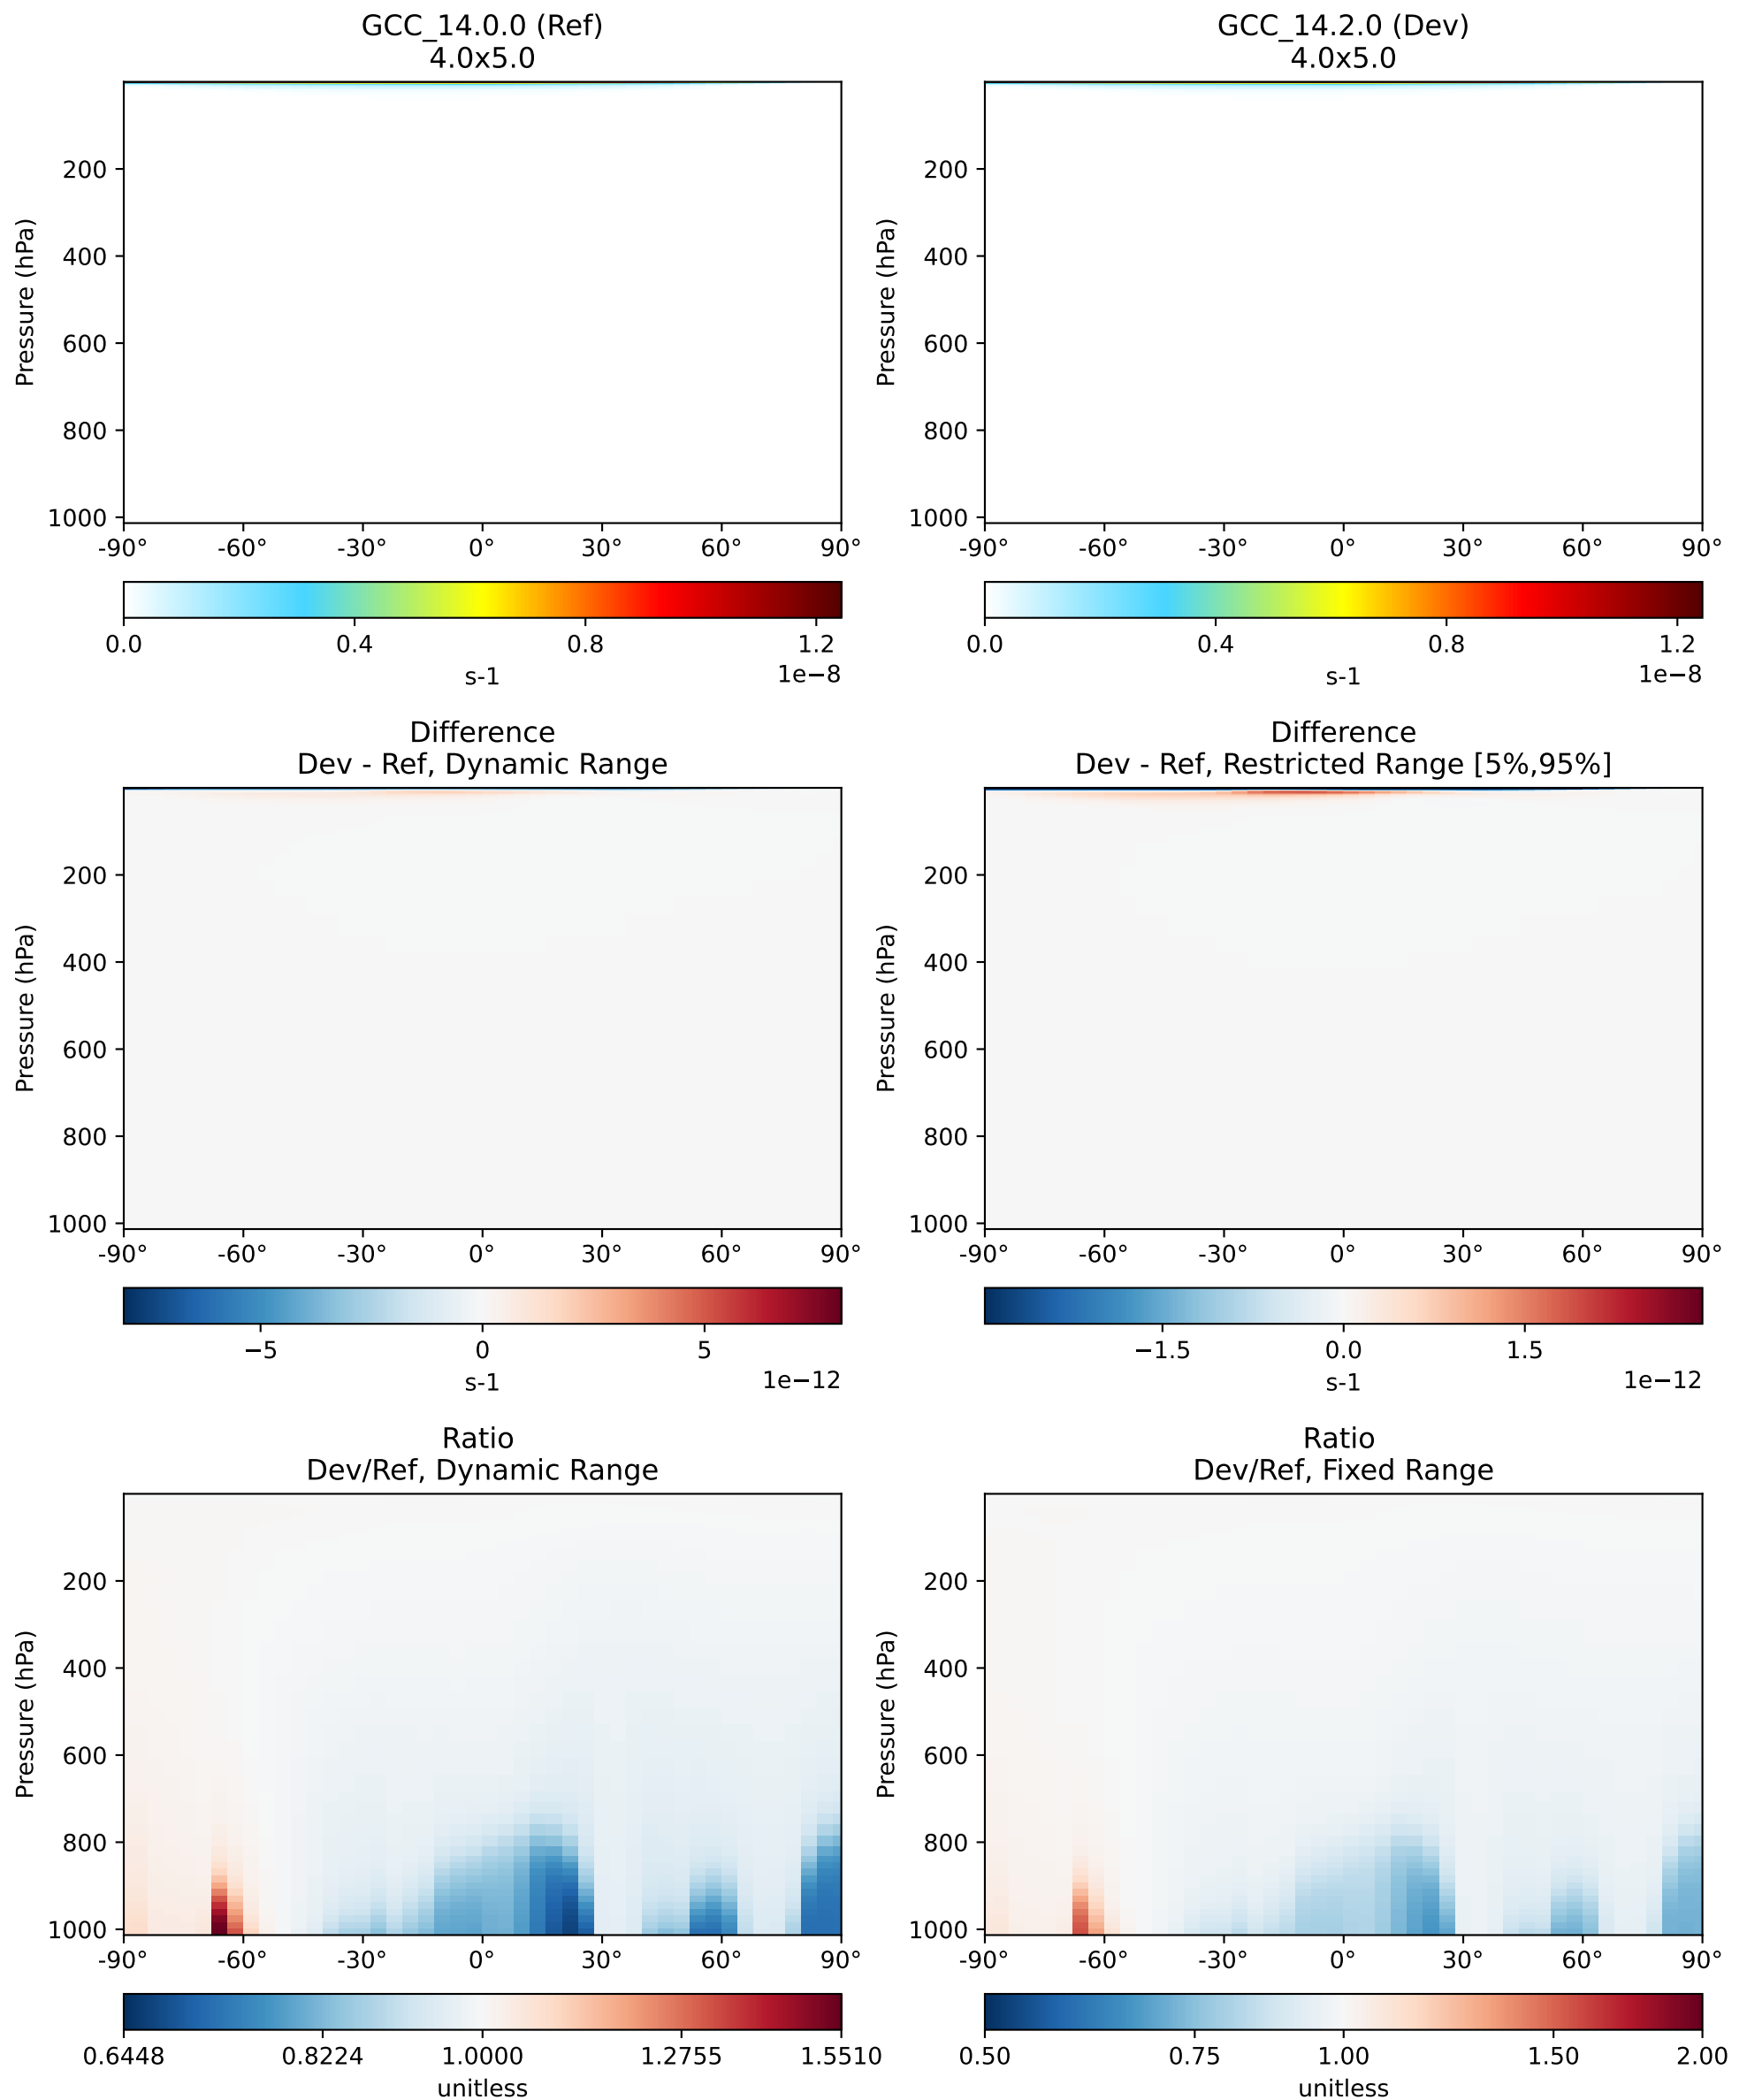 GCC_14.0.0 (Ref)
4.0x5.0
Pressure (hPa)
200
400
600
800
1000
-90° -60° -30° 0° 30° 60° 90°
0.0 0.4 0.8 1.2
1e−8
s-1
GCC_14.2.0 (Dev)
4.0x5.0
Pressure (hPa)
200
400
600
800
1000
-90° -60° -30° 0° 30° 60° 90°
0.0 0.4 0.8 1.2
1e−8
s-1
Difference
Dev - Ref, Dynamic Range
Pressure (hPa)
200
400
600
800
1000
-90° -60° -30° 0° 30° 60° 90°
−5 0 5
1e−12
s-1
Difference
Dev - Ref, Restricted Range [5%,95%]
Pressure (hPa)
200
400
600
800
1000
-90° -60° -30° 0° 30° 60° 90°
−1.5 0.0 1.5
1e−12
s-1
Ratio
Dev/Ref, Dynamic Range
Pressure (hPa)
200
400
600
800
1000
-90° -60° -30° 0° 30° 60° 90°
0.6448 0.8224 1.0000 1.2755 1.5510
unitless
Ratio
Dev/Ref, Fixed Range
Pressure (hPa)
200
400
600
800
1000
-90° -60° -30° 0° 30° 60° 90°
0.50 0.75 1.00 1.50 2.00
unitless